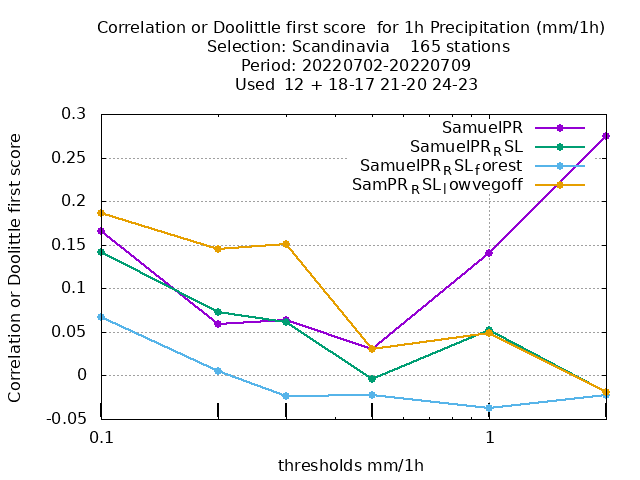 Correlation or Doolittle first score  for 1h Precipitation (mm/1h)
Selection: Scandinavia    165 stations
Period: 20220702-20220709
Used  12 + 18-17 21-20 24-23
SamuelPR
SamuelPR_RSL
SamuelPR_RSL_forest
SamPR_RSL_lowvegoff
Correlation or Doolittle first score
0.3
0.25
0.2
0.15
0.1
0.05
0
-0.05
0.1
1
thresholds mm/1h